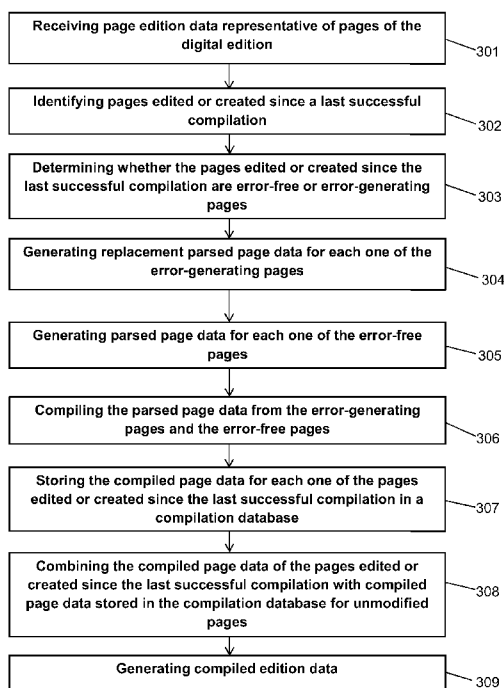 Receiving page edition data representative of pages of the
digital edition
301
Identifying pages edited or created since a last successful
compilation
302
Determining whether the pages edited or created since the
last successful compilation are error-free or error-generating
pages
303
Generating replacement parsed page data for each one of the
error-generating pages
304
Generating parsed page data for each one of the error-free
pages
305
Compiling the parsed page data from the error-generating
pages and the error-free pages
306
Storing the compiled page data for each one of the pages
edited or created since the last successful compilation in a
compilation database
307
Combining the compiled page data of the pages edited or
created since the last successful compilation with compiled
page data stored in the compilation database for unmodified
pages
308
Generating compiled edition data
309